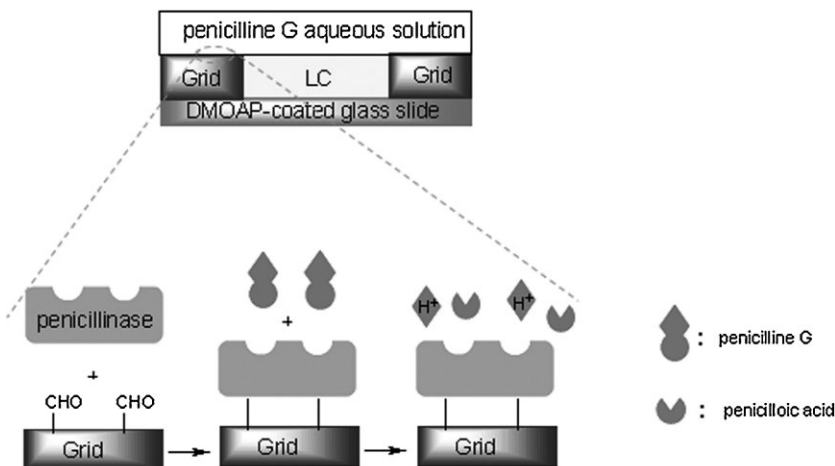 penicilline G aqueous solution
Grid LC Grid
DMOAP-coated glass slide
penicillinase
+
CHO CHO
Grid
+
Grid
H+ H+
Grid
: penicilline G
: penicilloic acid